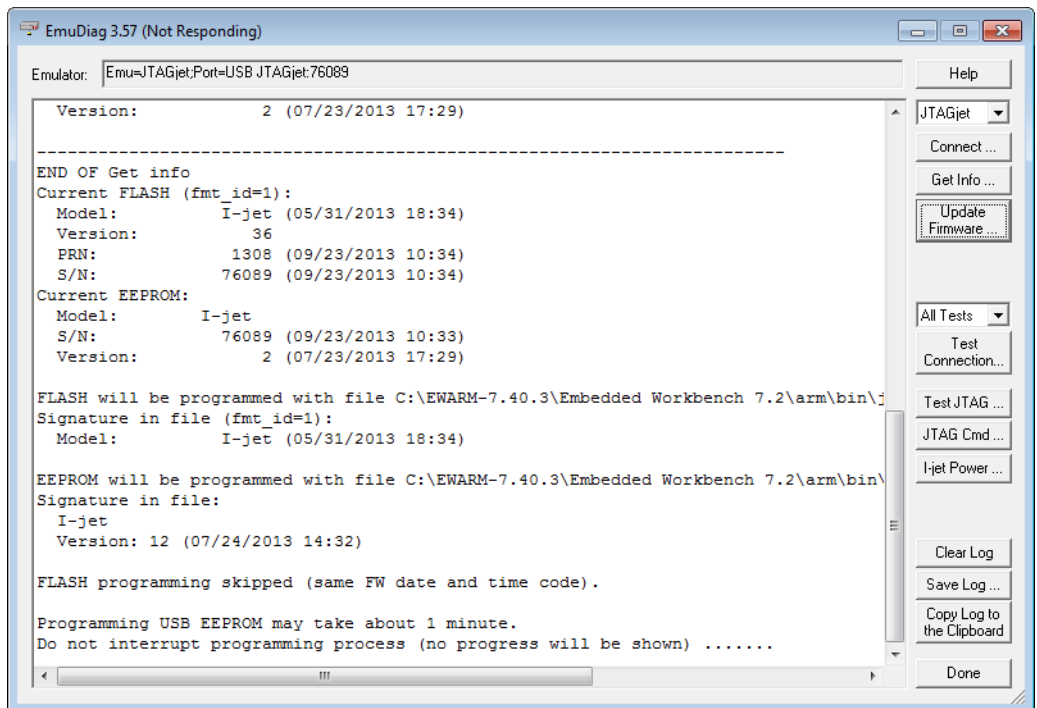 EmuDiag 3.57 (Not Responding)
Emulator: Emu=JTAGjet;Port=USB JTAGjet:76089
Help
JTAGjet
Connect ...
Get Info ...
Update
Firmware ...
All Tests
Test
Connection...
Test JTAG ...
JTAG Cmd ...
I-jet Power ...
Clear Log
Save Log ...
Copy Log to
the Clipboard
Done
Version: 2 (07/23/2013 17:29)
-------------------------------------------------------------------------
END OF Get info
Current FLASH (fmt_id=1):
Model: I-jet (05/31/2013 18:34)
Version: 36
PRN: 1308 (09/23/2013 10:34)
S/N: 76089 (09/23/2013 10:34)
Current EEPROM:
Model: I-jet
S/N: 76089 (09/23/2013 10:33)
Version: 2 (07/23/2013 17:29)
FLASH will be programmed with file C:\EWARM-7.40.3\Embedded Workbench 7.2\arm\bin\j
Signature in file (fmt_id=1):
Model: I-jet (05/31/2013 18:34)
EEPROM will be programmed with file C:\EWARM-7.40.3\Embedded Workbench 7.2\arm\bin\
Signature in file:
I-jet
Version: 12 (07/24/2013 14:32)
FLASH programming skipped (same FW date and time code).
Programming USB EEPROM may take about 1 minute.
Do not interrupt programming process (no progress will be shown) .......